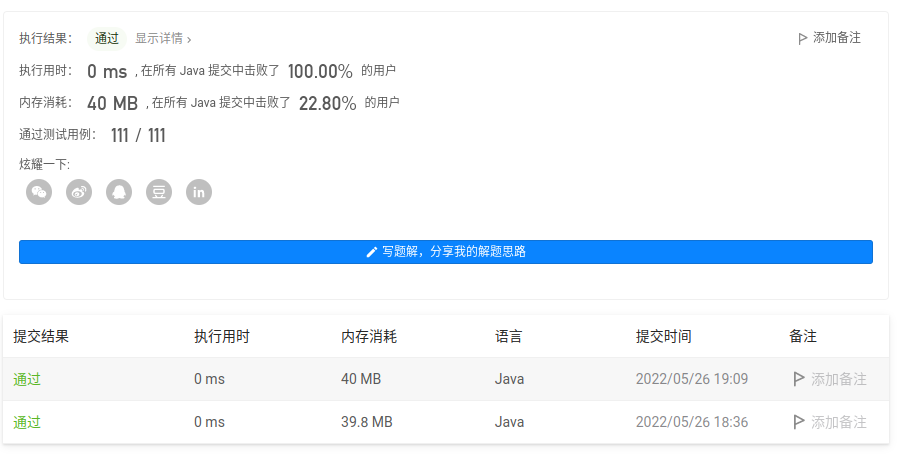 执行结果： 通过 显示详情 › 添加备注
执行用时： 0 ms , 在所有 Java 提交中击败了 100.00% 的用户
内存消耗： 40 MB , 在所有 Java 提交中击败了 22.80% 的用户
通过测试用例： 111 / 111
炫耀一下:
豆 in
写题解，分享我的解题思路
提交结果 执行用时 内存消耗 语言 提交时间 备注
通过 0 ms 40 MB Java 2022/05/26 19:09 添加备注
通过 0 ms 39.8 MB Java 2022/05/26 18:36 添加备注